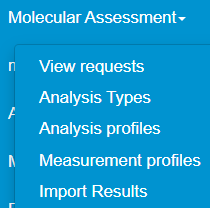 Molecular Assessment
View requests
Analysis Types
Analysis profiles
Measurement profiles
Import Results